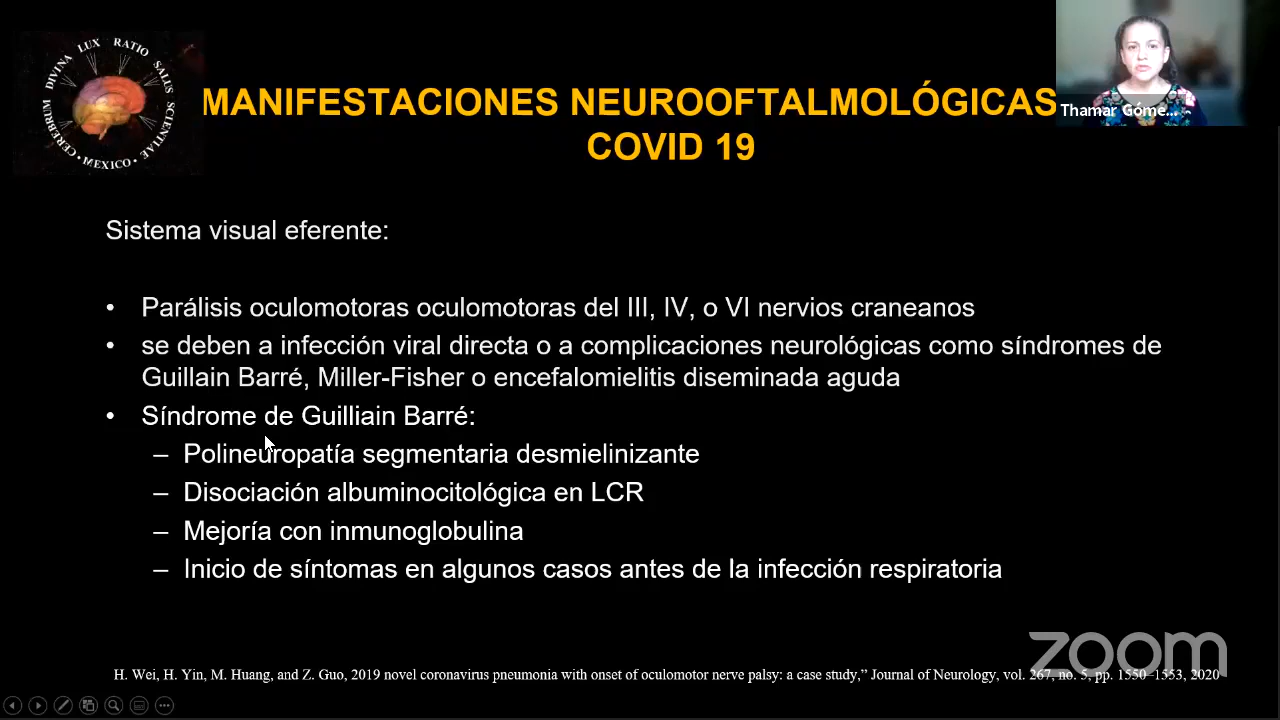 CEREBRUM DIVINA LUX RATIO SALUS SCIENTIAE
• MEXICO •
MANIFESTACIONES NEUROOFTALMOLÓGICAS
COVID 19
Thamar Góme...
Sistema visual eferente:
• Parálisis oculomotoras oculomotoras del III, IV, o VI nervios craneanos
• se deben a infección viral directa o a complicaciones neurológicas como síndromes de
Guillain Barré, Miller-Fisher o encefalomielitis diseminada aguda
• Síndrome de Guilliain Barré:
– Polineuropatía segmentaria desmielinizante
– Disociación albuminocitológica en LCR
– Mejoría con inmunoglobulina
– Inicio de síntomas en algunos casos antes de la infección respiratoria
zoom
H. Wei, H. Yin, M. Huang, and Z. Guo, 2019 novel coronavirus pneumonia with onset of oculomotor nerve palsy: a case study,” Journal of Neurology, vol. 267, no. 5, pp. 1550–1553, 2020